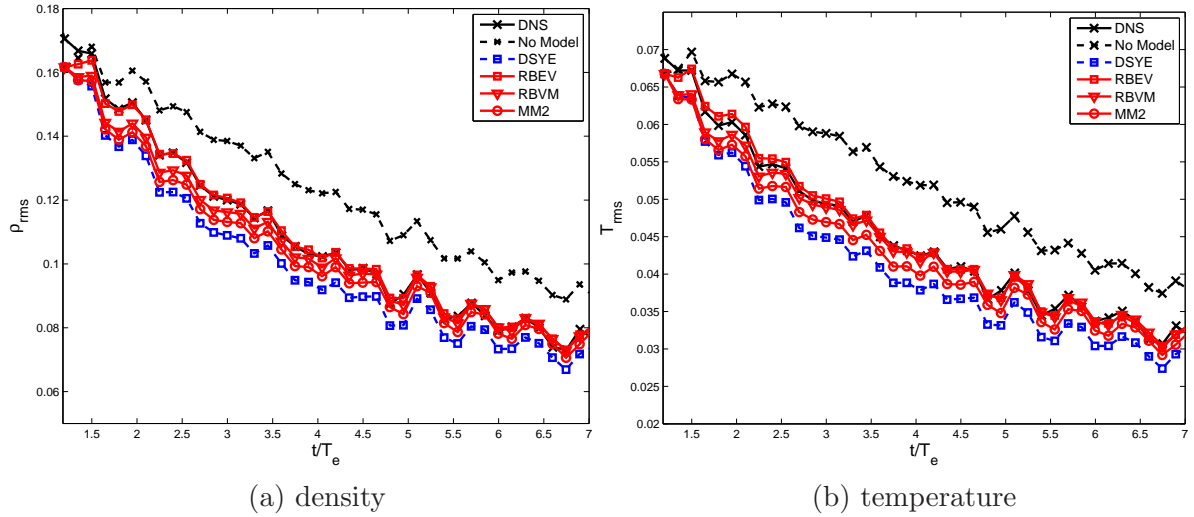 0.18
0.16
0.14
0.12
0.1
0.08
0.06
ρrms
1.5 2 2.5 3 3.5 4 4.5 5 5.5 6 6.5 7
t/T_e
DNS
No Model
DSYE
RBEV
RBVM
MM2
(a) density
0.07
0.065
0.06
0.055
0.05
0.045
0.04
0.035
0.03
0.025
0.02
Trms
1.5 2 2.5 3 3.5 4 4.5 5 5.5 6 6.5 7
t/T_e
DNS
No Model
DSYE
RBEV
RBVM
MM2
(b) temperature